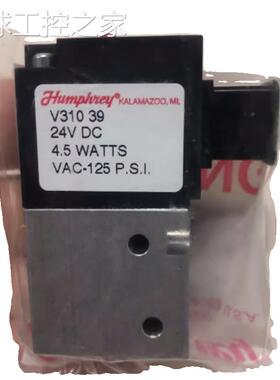 球工控之家
Humphrey KALAMAZOO, MI.
V310 39
24V DC
4.5 WATTS
VAC-125 P.S.I.
U.S.A.